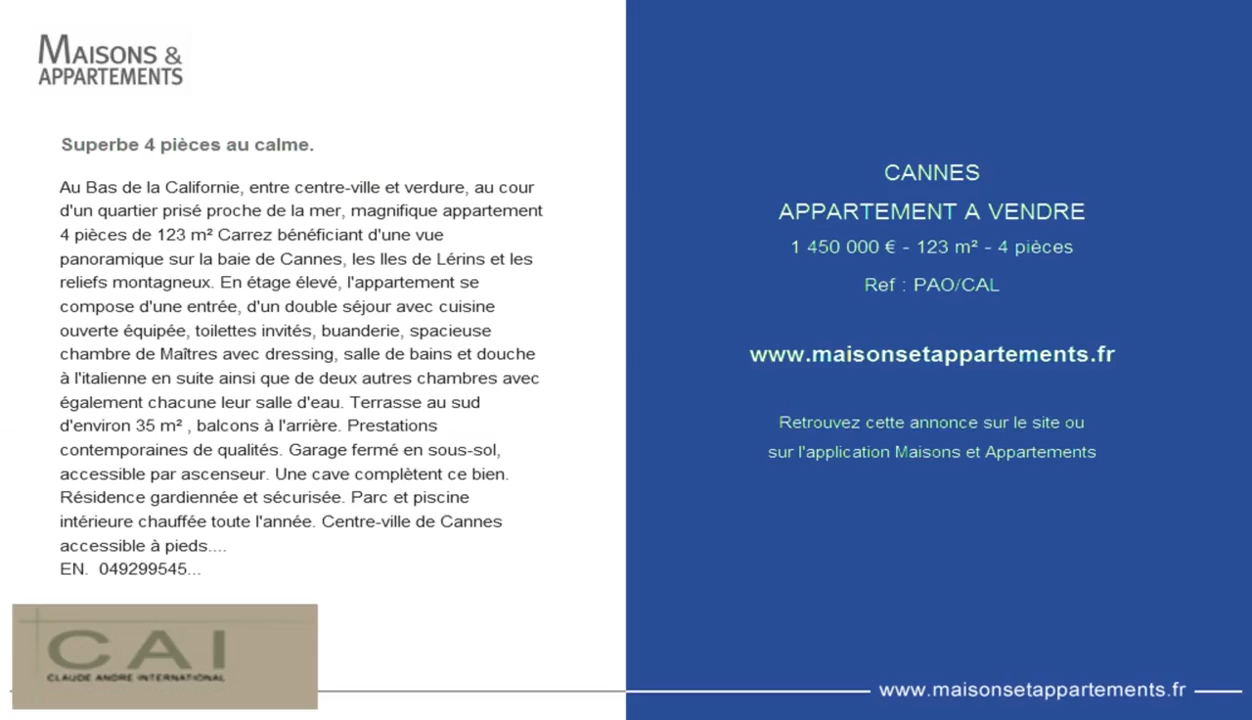 MAISONS &
APPARTEMENTS
Superbe 4 pièces au calme.
Au Bas de la Californie, entre centre-ville et verdure, au cour
d'un quartier prisé proche de la mer, magnifique appartement
4 pièces de 123 m² Carrez bénéficiant d'une vue
panoramique sur la baie de Cannes, les Iles de Lérins et les
reliefs montagneux. En étage élevé, l'appartement se
compose d'une entrée, d'un double séjour avec cuisine
ouverte équipée, toilettes invités, buanderie, spacieuse
chambre de Maîtres avec dressing, salle de bains et douche
à l'italienne en suite ainsi que de deux autres chambres avec
également chacune leur salle d'eau. Terrasse au sud
d'environ 35 m² , balcons à l'arrière. Prestations
contemporaines de qualités. Garage fermé en sous-sol,
accessible par ascenseur. Une cave complètent ce bien.
Résidence gardiennée et sécurisée. Parc et piscine
intérieure chauffée toute l'année. Centre-ville de Cannes
accessible à pieds....
EN. 049299545...
CAI
CLAUDE ANDRE INTERNATIONAL
CANNES
APPARTEMENT A VENDRE
1 450 000 € - 123 m² - 4 pièces
Ref : PAO/CAL
www.maisonsetappartements.fr
Retrouvez cette annonce sur le site ou
sur l'application Maisons et Appartements
www.maisonsetappartements.fr